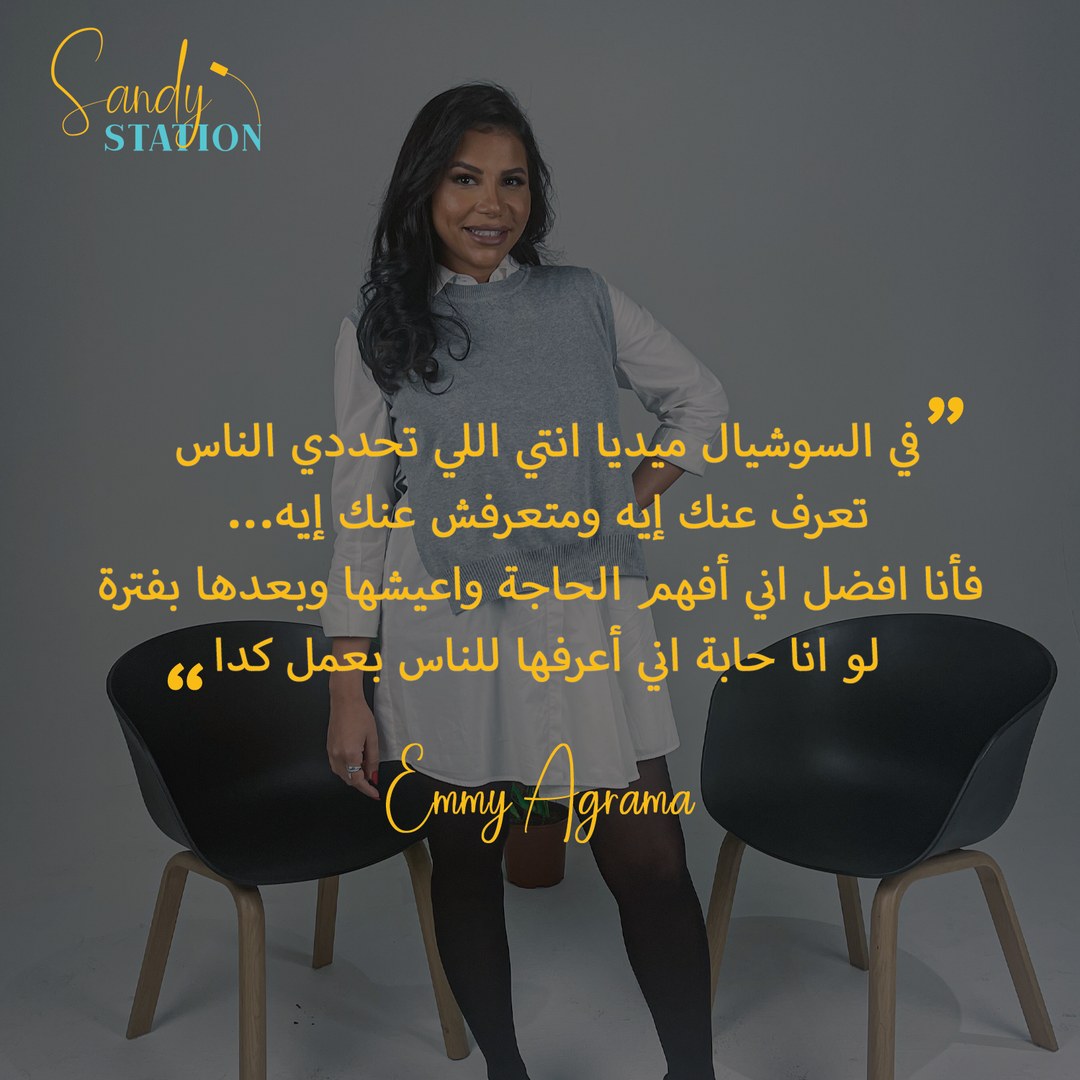 Sandy
STATION
”في السوشيال ميديا انتي اللي تحددي الناس
تعرف عنك إيه ومتعرفش عنك إيه...
فأنا افضل اني أفهم الحاجة واعيشها وبعدها بفترة
لو انا حابة اني أعرفها للناس بعمل كدا“
Emmy Agrama